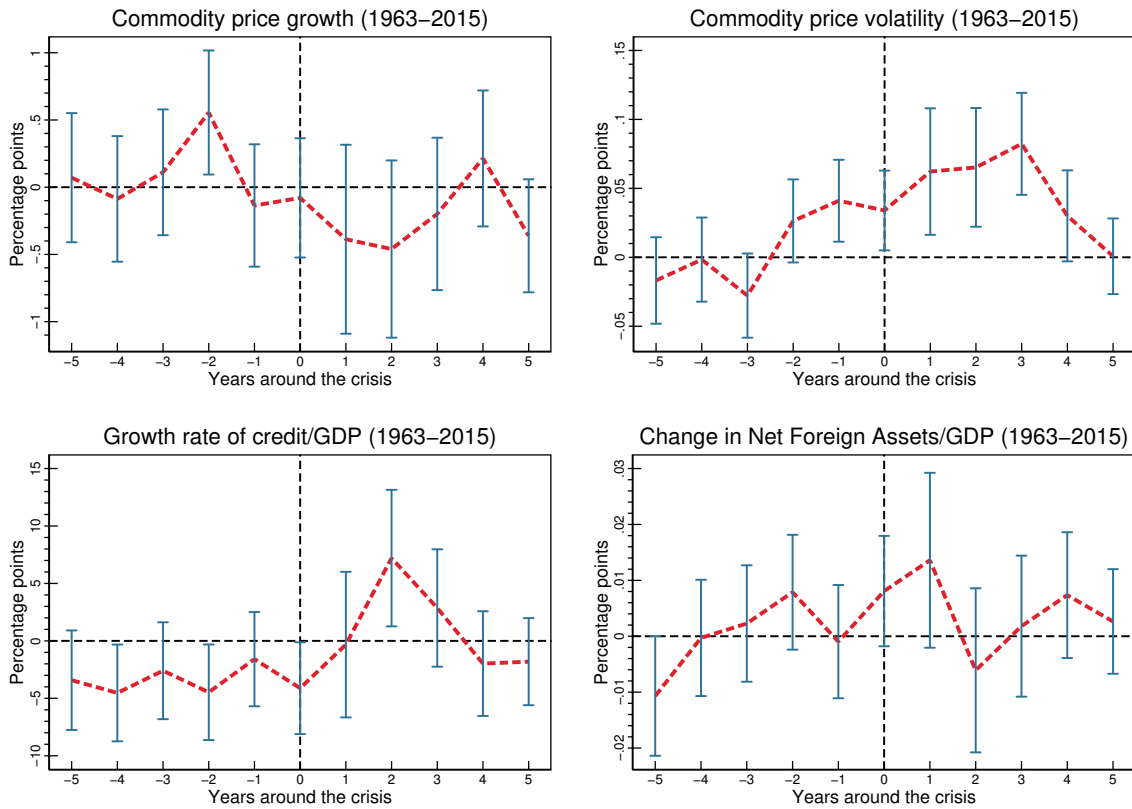 Commodity price growth (1963−2015)
Percentage points
1
.5
0
−.5
−1
−5 −4 −3 −2 −1 0 1 2 3 4 5
Years around the crisis
Commodity price volatility (1963−2015)
Percentage points
.15
.1
.05
0
−.05
−5 −4 −3 −2 −1 0 1 2 3 4 5
Years around the crisis
Growth rate of credit/GDP (1963−2015)
Percentage points
15
10
5
0
−5
−10
−5 −4 −3 −2 −1 0 1 2 3 4 5
Years around the crisis
Change in Net Foreign Assets/GDP (1963−2015)
Percentage points
.03
.02
.01
0
−.01
−.02
−5 −4 −3 −2 −1 0 1 2 3 4 5
Years around the crisis